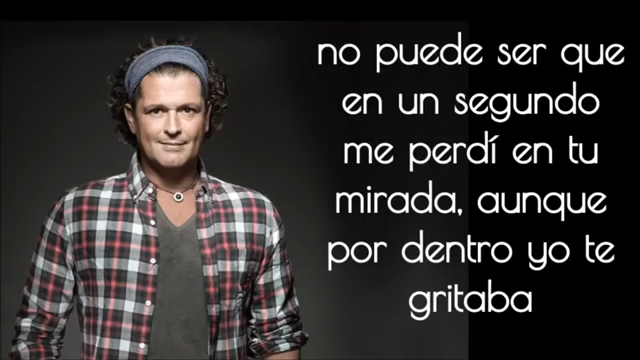 no puede ser que
en un segundo
me perdí en tu
mirada, aunque
por dentro yo te
gritaba